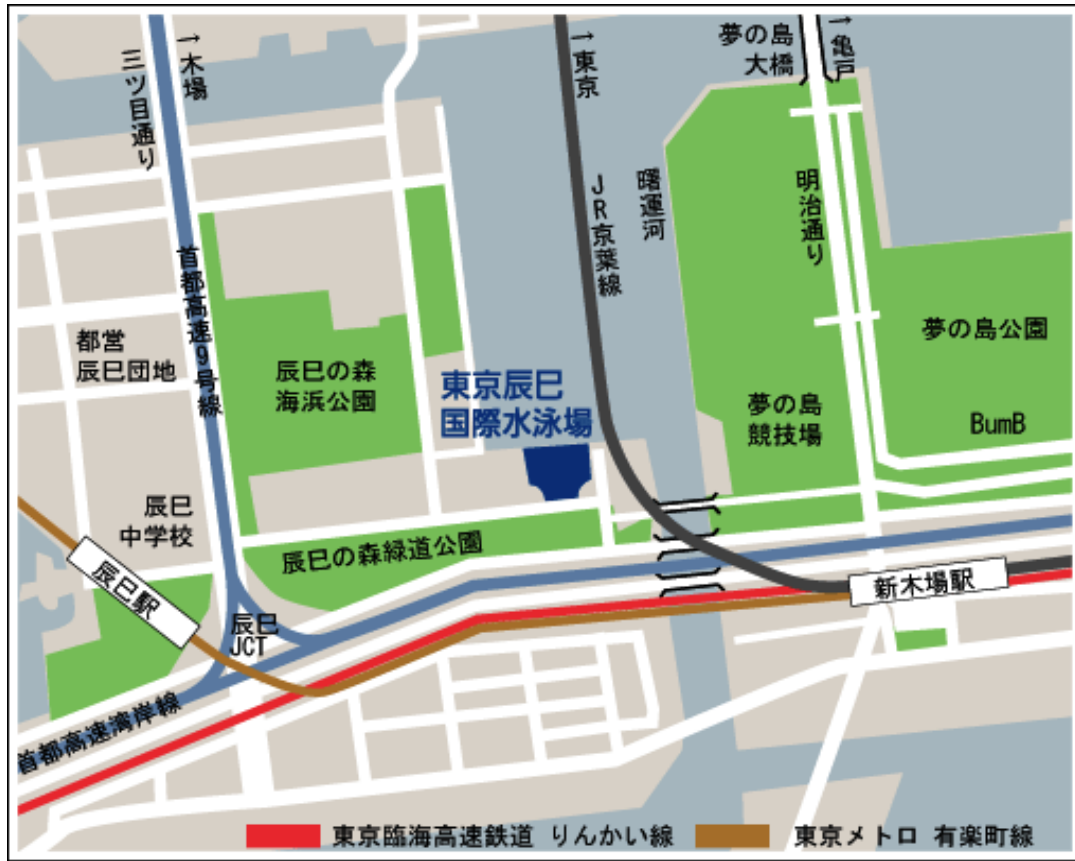 三ツ目通り
→木場
→東京
夢の島
大橋
→亀戸
首都高速9号線
JR京葉線
曙運河
明治通り
都営
辰巳団地
辰巳の森
海浜公園
東京辰巳
国際水泳場
夢の島公園
夢の島
競技場
BumB
辰巳
中学校
辰巳の森緑道公園
辰巳駅
新木場駅
辰巳
JCT
首都高速湾岸線
東京臨海高速鉄道 りんかい線
東京メトロ 有楽町線